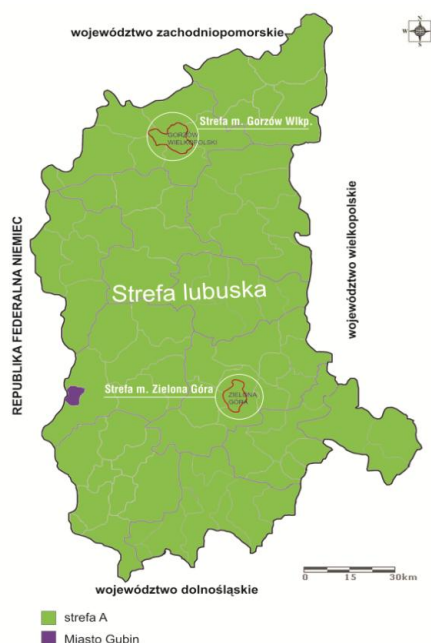 województwo zachodniopomorskie
N
W
E
S
Strefa m. Gorzów Wlkp.
GORZÓW
WIELKOPOLSKI
województwo wielkopolskie
REPUBLIKA FEDERALNA NIEMIEC
Strefa lubuska
Strefa m. Zielona Góra
ZIELONA
GÓRA
0 15 30km
województwo dolnośląskie
strefa A
Miasto Gubin